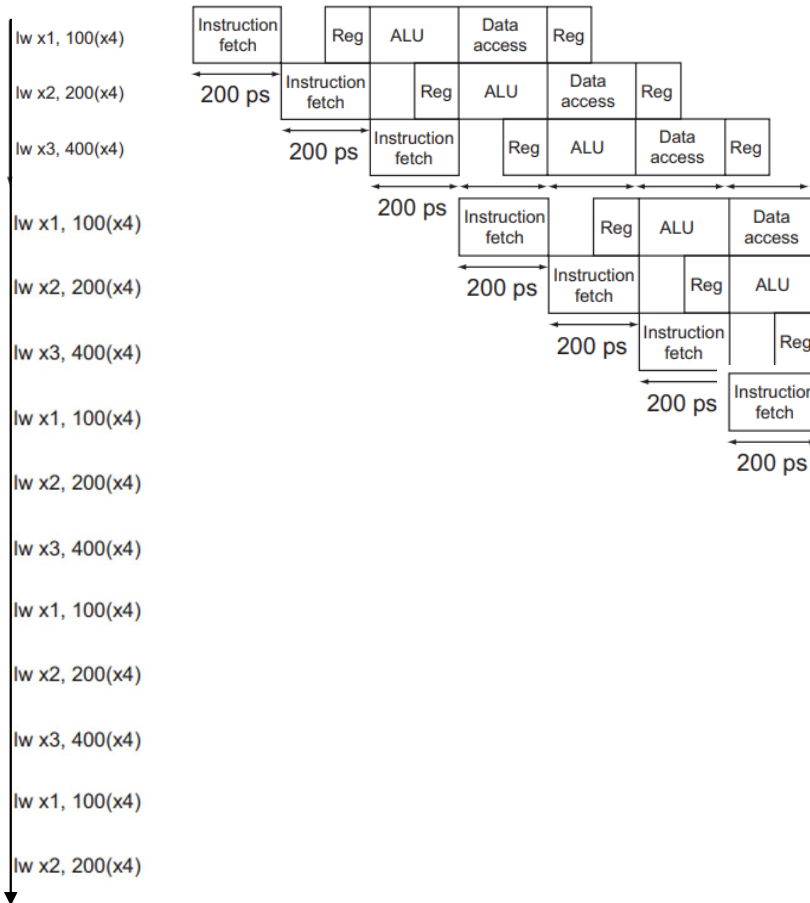 lw x1, 100(x4) Instruction fetch Reg ALU Data access Reg
200 ps
lw x2, 200(x4) Instruction fetch Reg ALU Data access Reg
200 ps
lw x3, 400(x4) Instruction fetch Reg ALU Data access Reg
200 ps
lw x1, 100(x4) Instruction fetch Reg ALU Data access
200 ps
lw x2, 200(x4) Instruction fetch Reg ALU
200 ps
lw x3, 400(x4) Instruction fetch Reg
200 ps
lw x1, 100(x4) Instruction fetch
200 ps
lw x2, 200(x4)
lw x3, 400(x4)
lw x1, 100(x4)
lw x2, 200(x4)
lw x3, 400(x4)
lw x1, 100(x4)
lw x2, 200(x4)